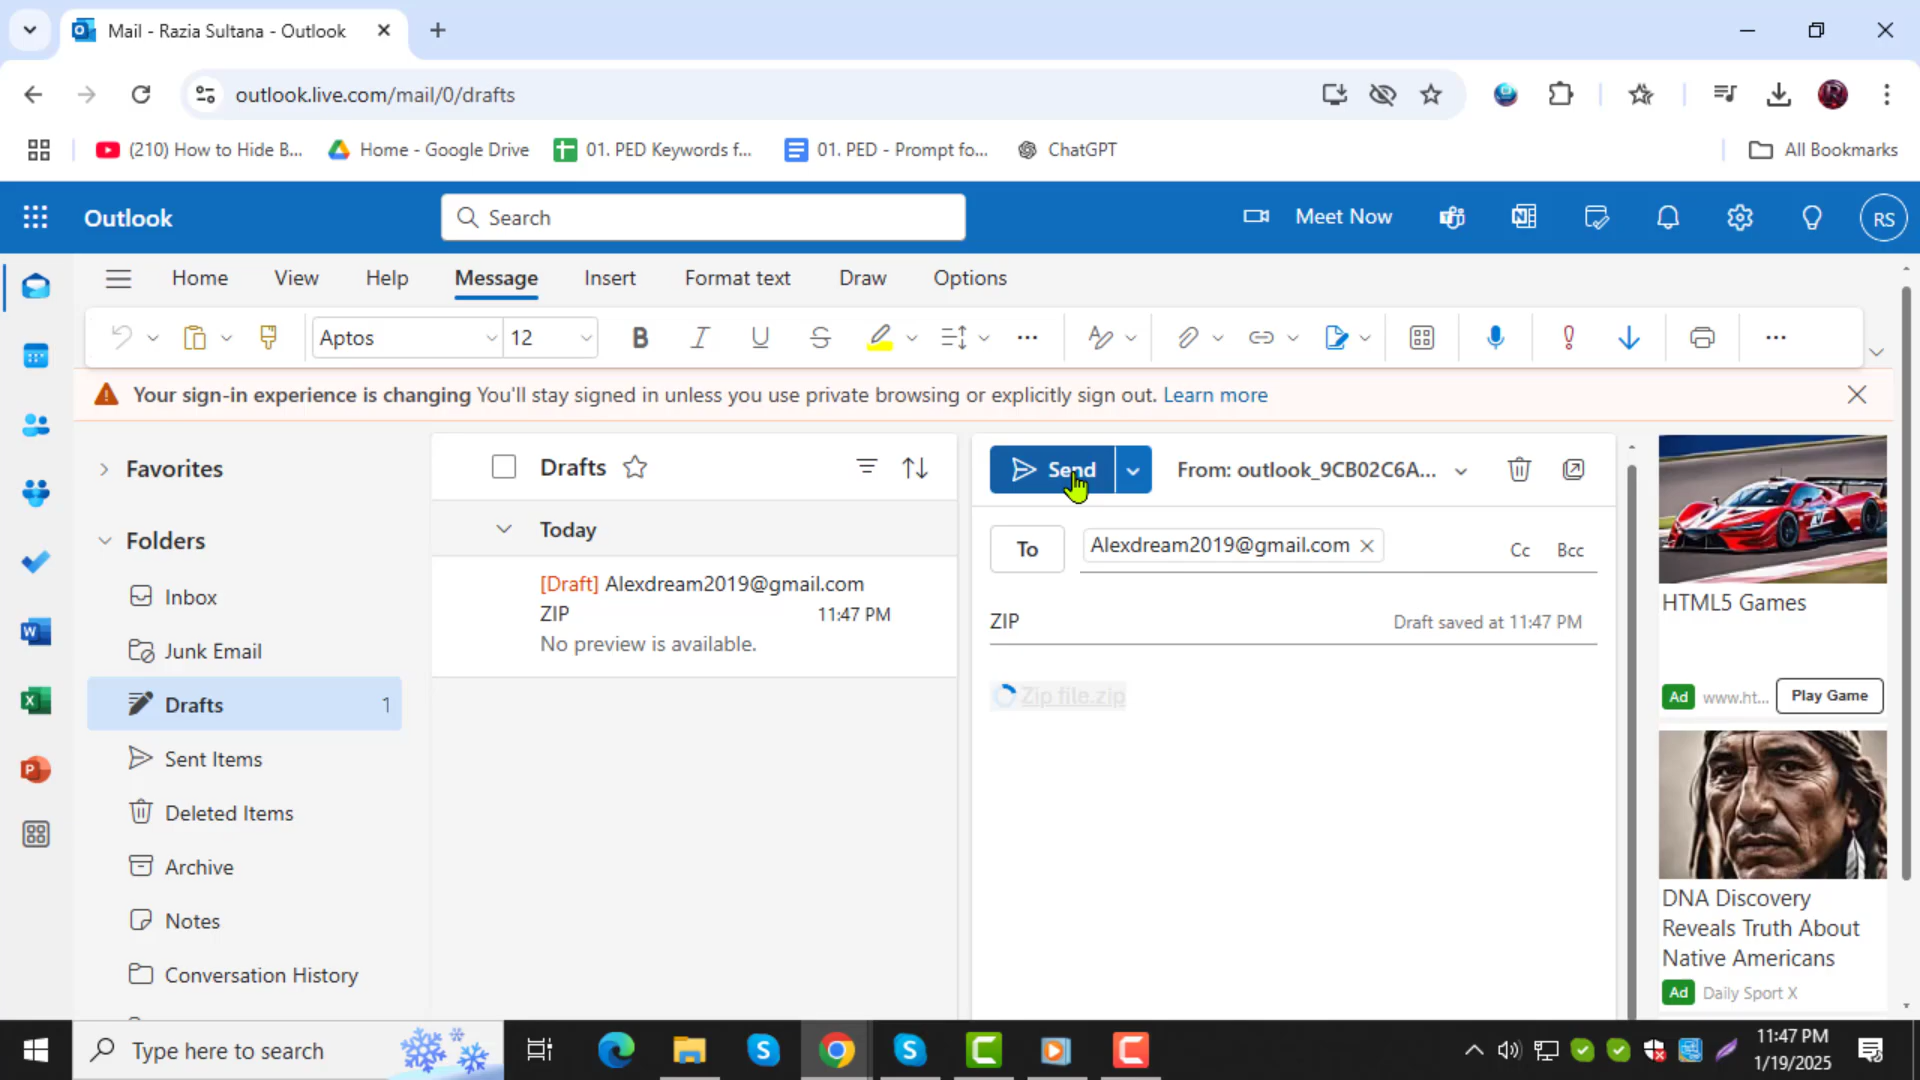 Mail - Razia Sultana - Outlook
outlook.live.com/mail/0/drafts
(210) How to Hide B...
Home - Google Drive
01. PED Keywords f...
01. PED - Prompt fo...
ChatGPT
All Bookmarks
Outlook
Search
Meet Now
RS
Home
View
Help
Message
Insert
Format text
Draw
Options
Aptos
12
Your sign-in experience is changing You'll stay signed in unless you use private browsing or explicitly sign out. Learn more
Favorites
Folders
Inbox
Junk Email
Drafts 1
Sent Items
Deleted Items
Archive
Notes
Conversation History
Drafts
Today
[Draft] Alexdream2019@gmail.com
ZIP 11:47 PM
No preview is available.
Send
From: outlook_9CB02C6A...
To
Alexdream2019@gmail.com
Cc
Bcc
ZIP
Draft saved at 11:47 PM
Zip file.zip
HTML5 Games
Ad www.ht...
Play Game
DNA Discovery
Reveals Truth About
Native Americans
Ad Daily Sport X
Type here to search
11:47 PM
1/19/2025